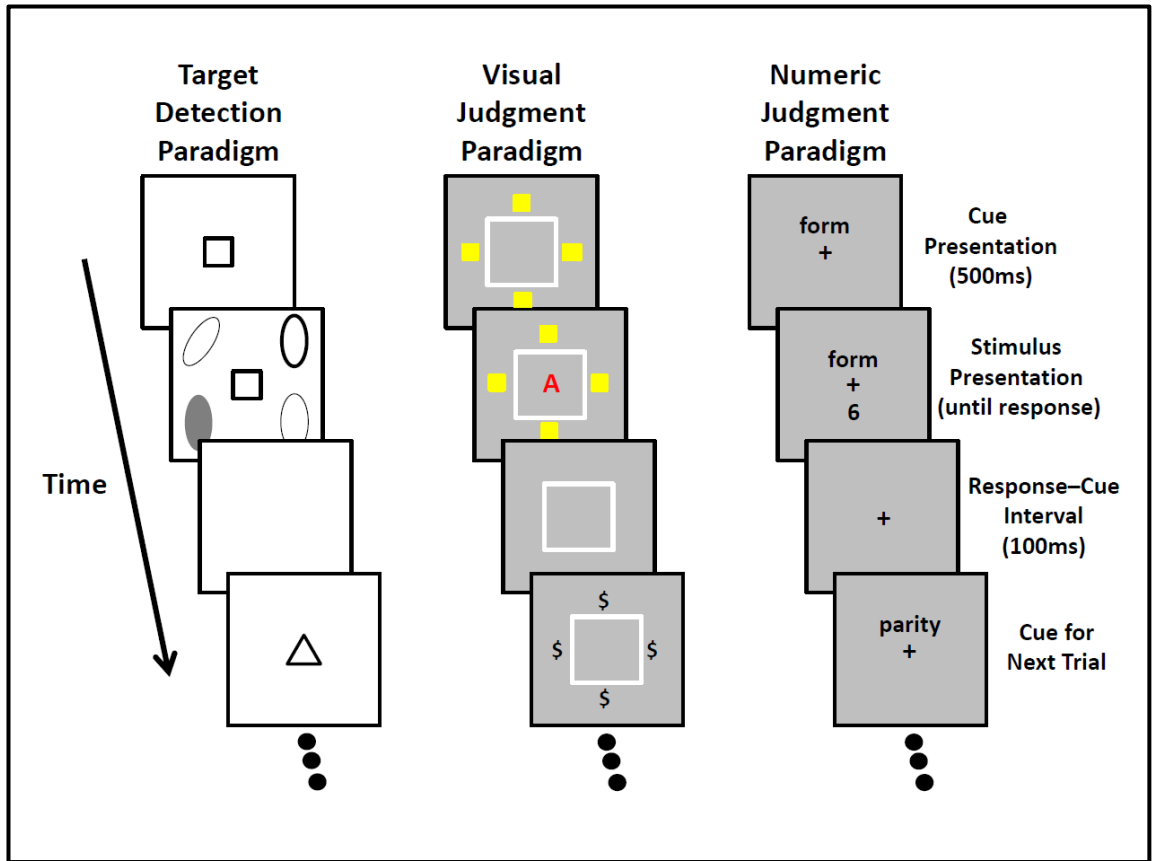 Target
Detection
Paradigm
Visual
Judgment
Paradigm
Numeric
Judgment
Paradigm
form
+
Cue
Presentation
(500ms)
A
form
+
6
Stimulus
Presentation
(until response)
Time
+
Response–Cue
Interval
(100ms)
$
$ $
$
parity
+
Cue for
Next Trial